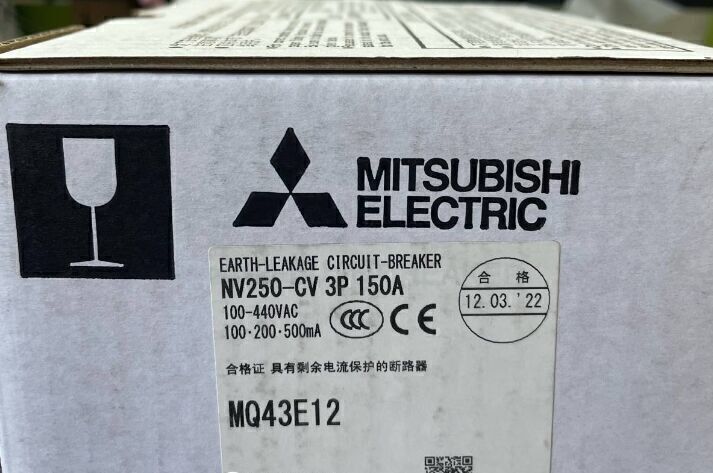 MITSUBISHI
ELECTRIC
EARTH-LEAKAGE CIRCUIT-BREAKER
NV250-CV 3P 150A
100-440VAC
100·200·500mA
CCC CE
合格
12.03.'22
合格证 具有剩余电流保护的断路器
MQ43E12